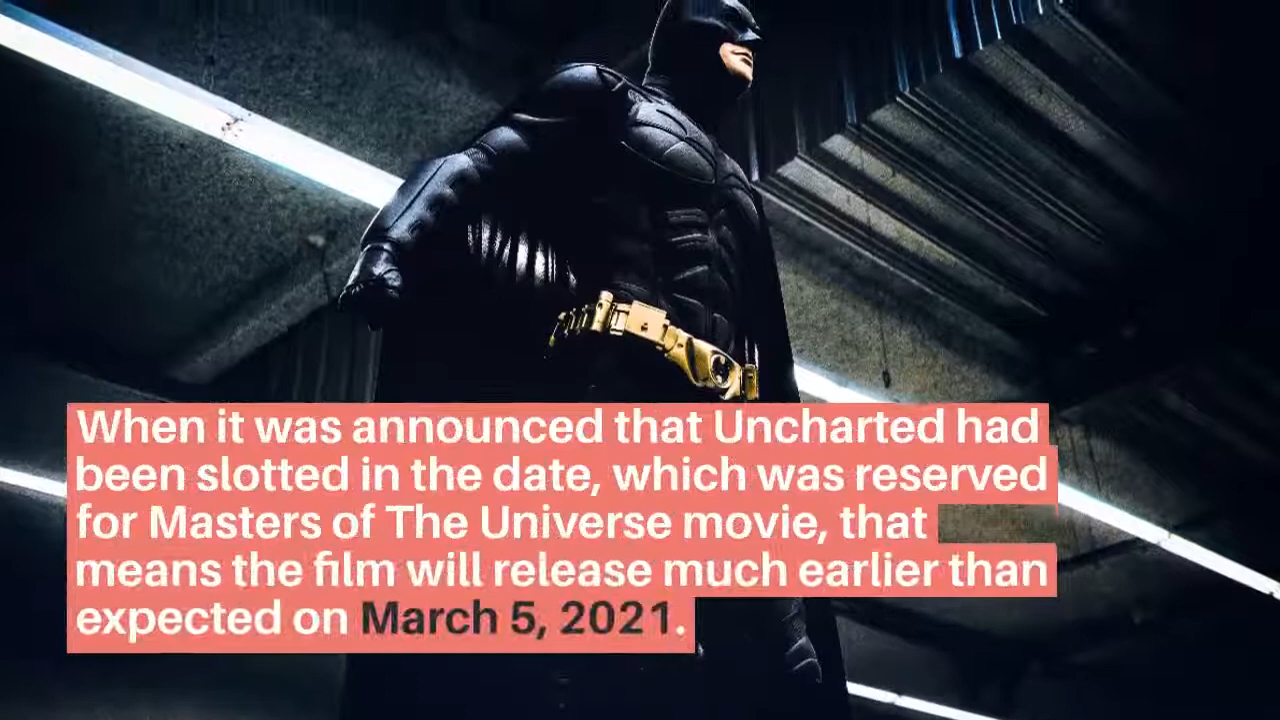 When it was announced that Uncharted had
been slotted in the date, which was reserved
for Masters of The Universe movie, that
means the film will release much earlier than
expected on March 5, 2021.